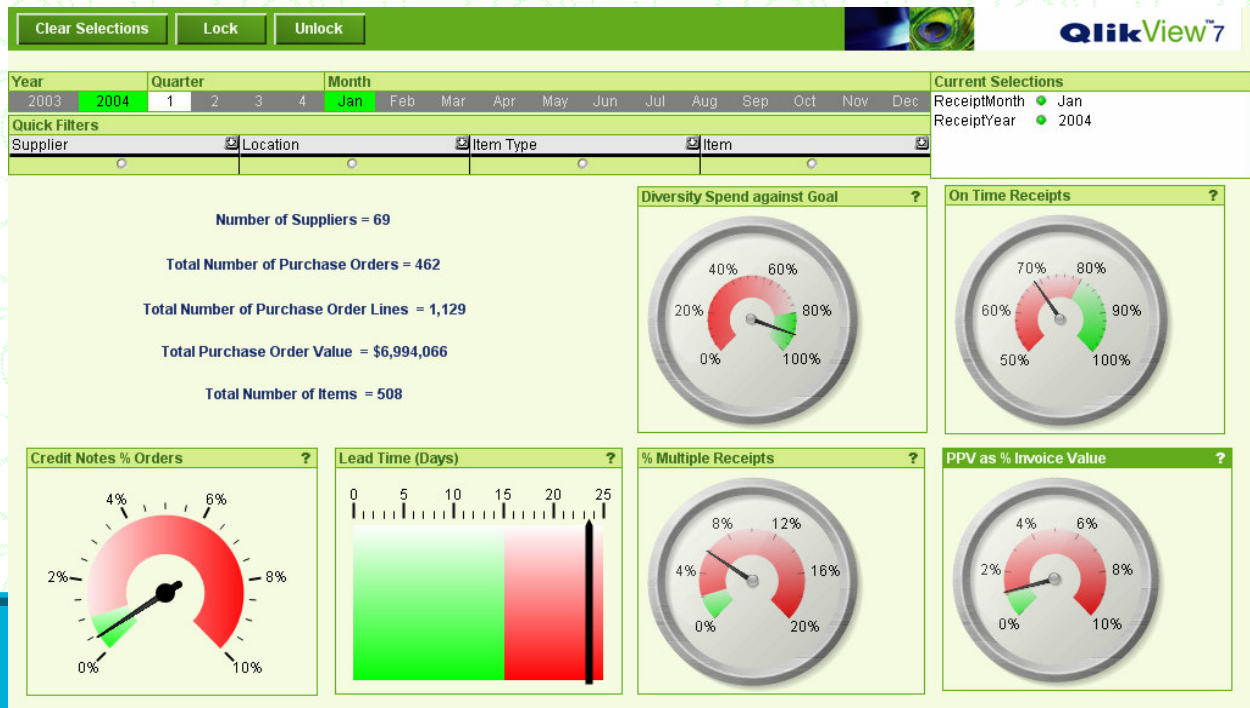 Clear Selections Lock Unlock
QlikView™7
Year Quarter Month Current Selections
2003 2004 1 2 3 4 Jan Feb Mar Apr May Jun Jul Aug Sep Oct Nov Dec ReceiptMonth Jan
Quick Filters ReceiptYear 2004
Supplier Location Item Type Item
Number of Suppliers = 69
Total Number of Purchase Orders = 462
Total Number of Purchase Order Lines = 1,129
Total Purchase Order Value = $6,994,066
Total Number of Items = 508
Diversity Spend against Goal ?
40% 60%
20% 80%
0% 100%
On Time Receipts ?
70% 80%
60% 90%
50% 100%
Credit Notes % Orders ?
4% 6%
2% 8%
0% 10%
Lead Time (Days) ?
0 5 10 15 20 25
% Multiple Receipts ?
8% 12%
4% 16%
0% 20%
PPV as % Invoice Value ?
4% 6%
2% 8%
0% 10%